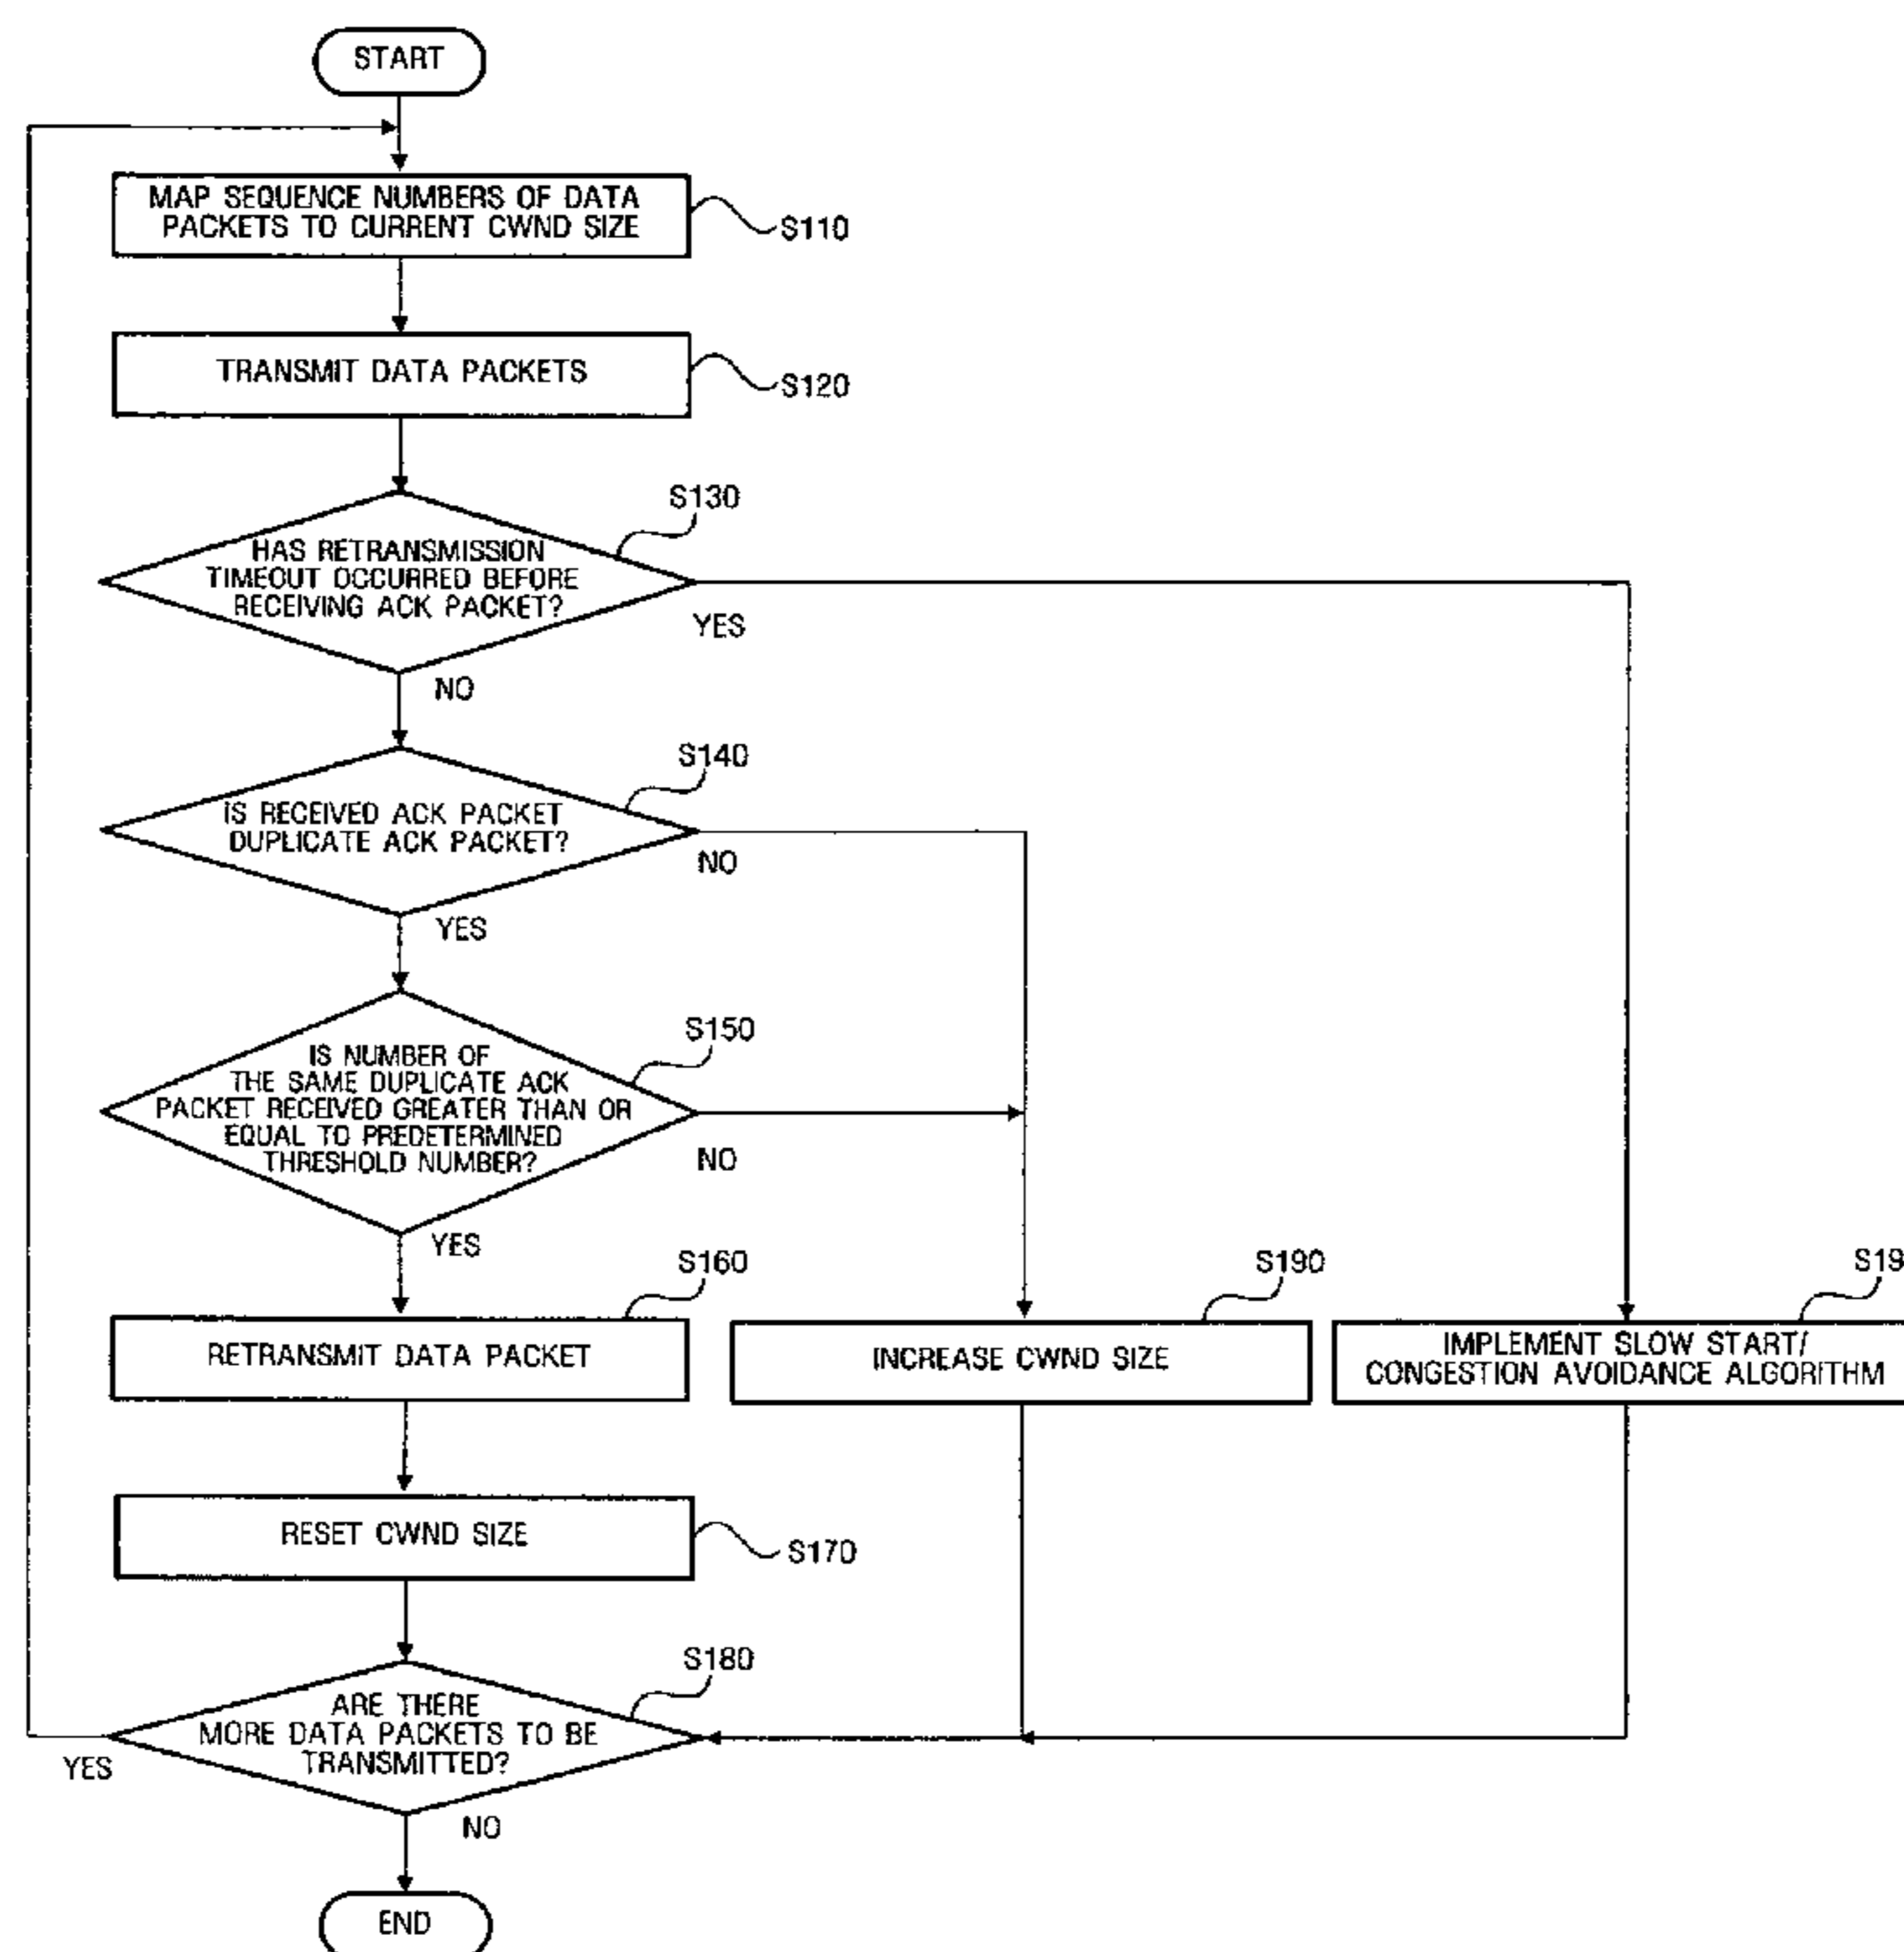 START
MAP SEQUENCE NUMBERS OF DATA
PACKETS TO CURRENT CWND SIZE
S110
TRANSMIT DATA PACKETS
S120
S130
HAS RETRANSMISSION
TIMEOUT OCCURRED BEFORE
RECEIVING ACK PACKET?
YES
NO
S140
IS RECEIVED ACK PACKET
DUPLICATE ACK PACKET?
NO
YES
S150
IS NUMBER OF
THE SAME DUPLICATE ACK
PACKET RECEIVED GREATER THAN OR
EQUAL TO PREDETERMINED
THRESHOLD NUMBER?
NO
YES
S160
RETRANSMIT DATA PACKET
S190
INCREASE CWND SIZE
S19
IMPLEMENT SLOW START/
CONGESTION AVOIDANCE ALGORITHM
RESET CWND SIZE
S170
S180
ARE THERE
MORE DATA PACKETS TO BE
TRANSMITTED?
YES
NO
END